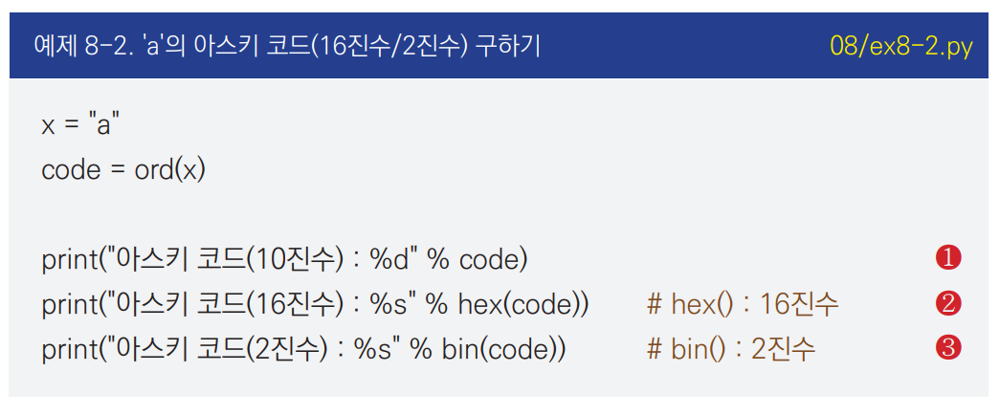 예제 8-2. 'a'의 아스키 코드(16진수/2진수) 구하기 08/ex8-2.py
x = "a"
code = ord(x)
print("아스키 코드(10진수) : %d" % code) ❶
print("아스키 코드(16진수) : %s" % hex(code)) # hex() : 16진수 ❷
print("아스키 코드(2진수) : %s" % bin(code)) # bin() : 2진수 ❸